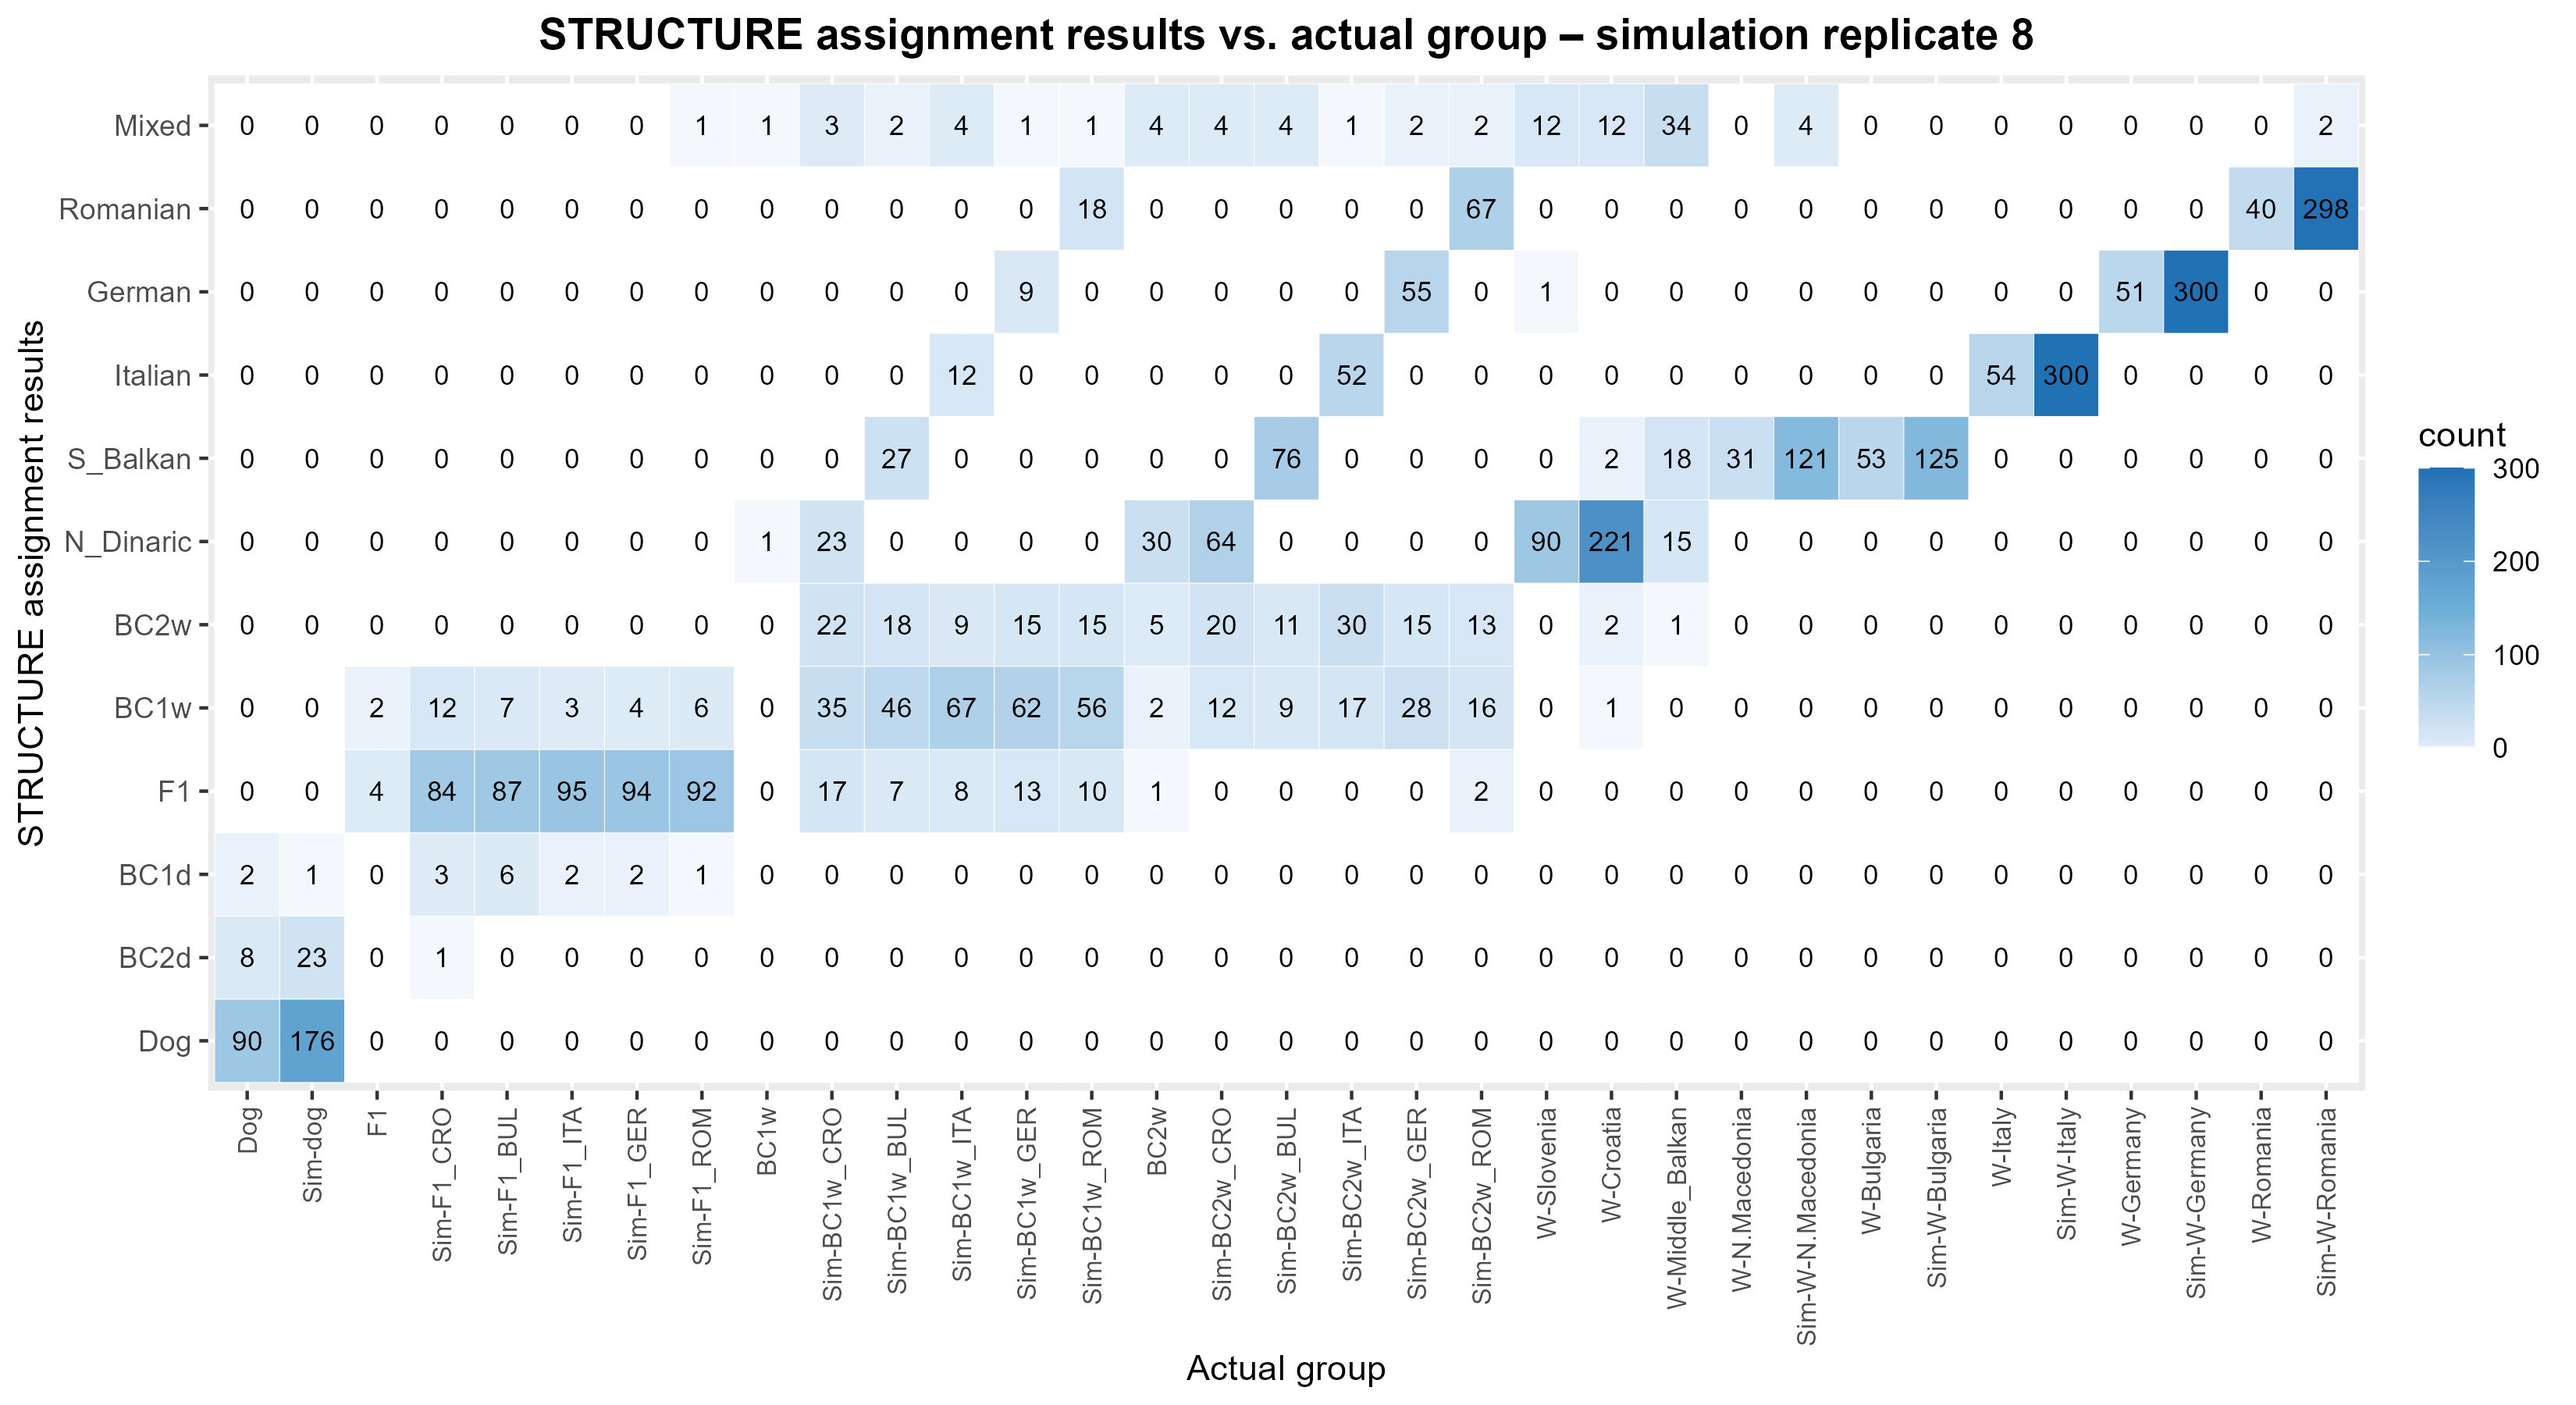 STRUCTURE assignment results vs. actual group – simulation replicate 8
STRUCTURE assignment results
Mixed 0 0 0 0 0 0 0 1 1 3 2 4 1 1 4 4 4 1 2 2 12 12 34 0 4 0 0 0 0 0 0 0 2
Romanian 0 0 0 0 0 0 0 0 0 0 0 0 0 18 0 0 0 0 0 67 0 0 0 0 0 0 0 0 0 0 0 40 298
German 0 0 0 0 0 0 0 0 0 0 0 0 9 0 0 0 0 0 55 0 1 0 0 0 0 0 0 0 0 51 300 0 0
Italian 0 0 0 0 0 0 0 0 0 0 0 12 0 0 0 0 0 52 0 0 0 0 0 0 0 0 0 54 300 0 0 0 0
S_Balkan 0 0 0 0 0 0 0 0 0 0 27 0 0 0 0 0 76 0 0 0 0 2 18 31 121 53 125 0 0 0 0 0 0
N_Dinaric 0 0 0 0 0 0 0 0 1 23 0 0 0 0 30 64 0 0 0 0 90 221 15 0 0 0 0 0 0 0 0 0 0
BC2w 0 0 0 0 0 0 0 0 0 22 18 9 15 15 5 20 11 30 15 13 0 2 1 0 0 0 0 0 0 0 0 0 0
BC1w 0 0 2 12 7 3 4 6 0 35 46 67 62 56 2 12 9 17 28 16 0 1 0 0 0 0 0 0 0 0 0 0 0
F1 0 0 4 84 87 95 94 92 0 17 7 8 13 10 1 0 0 0 0 2 0 0 0 0 0 0 0 0 0 0 0 0 0
BC1d 2 1 0 3 6 2 2 1 0 0 0 0 0 0 0 0 0 0 0 0 0 0 0 0 0 0 0 0 0 0 0 0 0
BC2d 8 23 0 1 0 0 0 0 0 0 0 0 0 0 0 0 0 0 0 0 0 0 0 0 0 0 0 0 0 0 0 0 0
Dog 90 176 0 0 0 0 0 0 0 0 0 0 0 0 0 0 0 0 0 0 0 0 0 0 0 0 0 0 0 0 0 0 0
Dog
Sim-dog
F1
Sim-F1_CRO
Sim-F1_BUL
Sim-F1_ITA
Sim-F1_GER
Sim-F1_ROM
BC1w
Sim-BC1w_CRO
Sim-BC1w_BUL
Sim-BC1w_ITA
Sim-BC1w_GER
Sim-BC1w_ROM
BC2w
Sim-BC2w_CRO
Sim-BC2w_BUL
Sim-BC2w_ITA
Sim-BC2w_GER
Sim-BC2w_ROM
W-Slovenia
W-Croatia
W-Middle_Balkan
W-N.Macedonia
Sim-W-N.Macedonia
W-Bulgaria
Sim-W-Bulgaria
W-Italy
Sim-W-Italy
W-Germany
Sim-W-Germany
W-Romania
Sim-W-Romania
Actual group
count
300
200
100
0